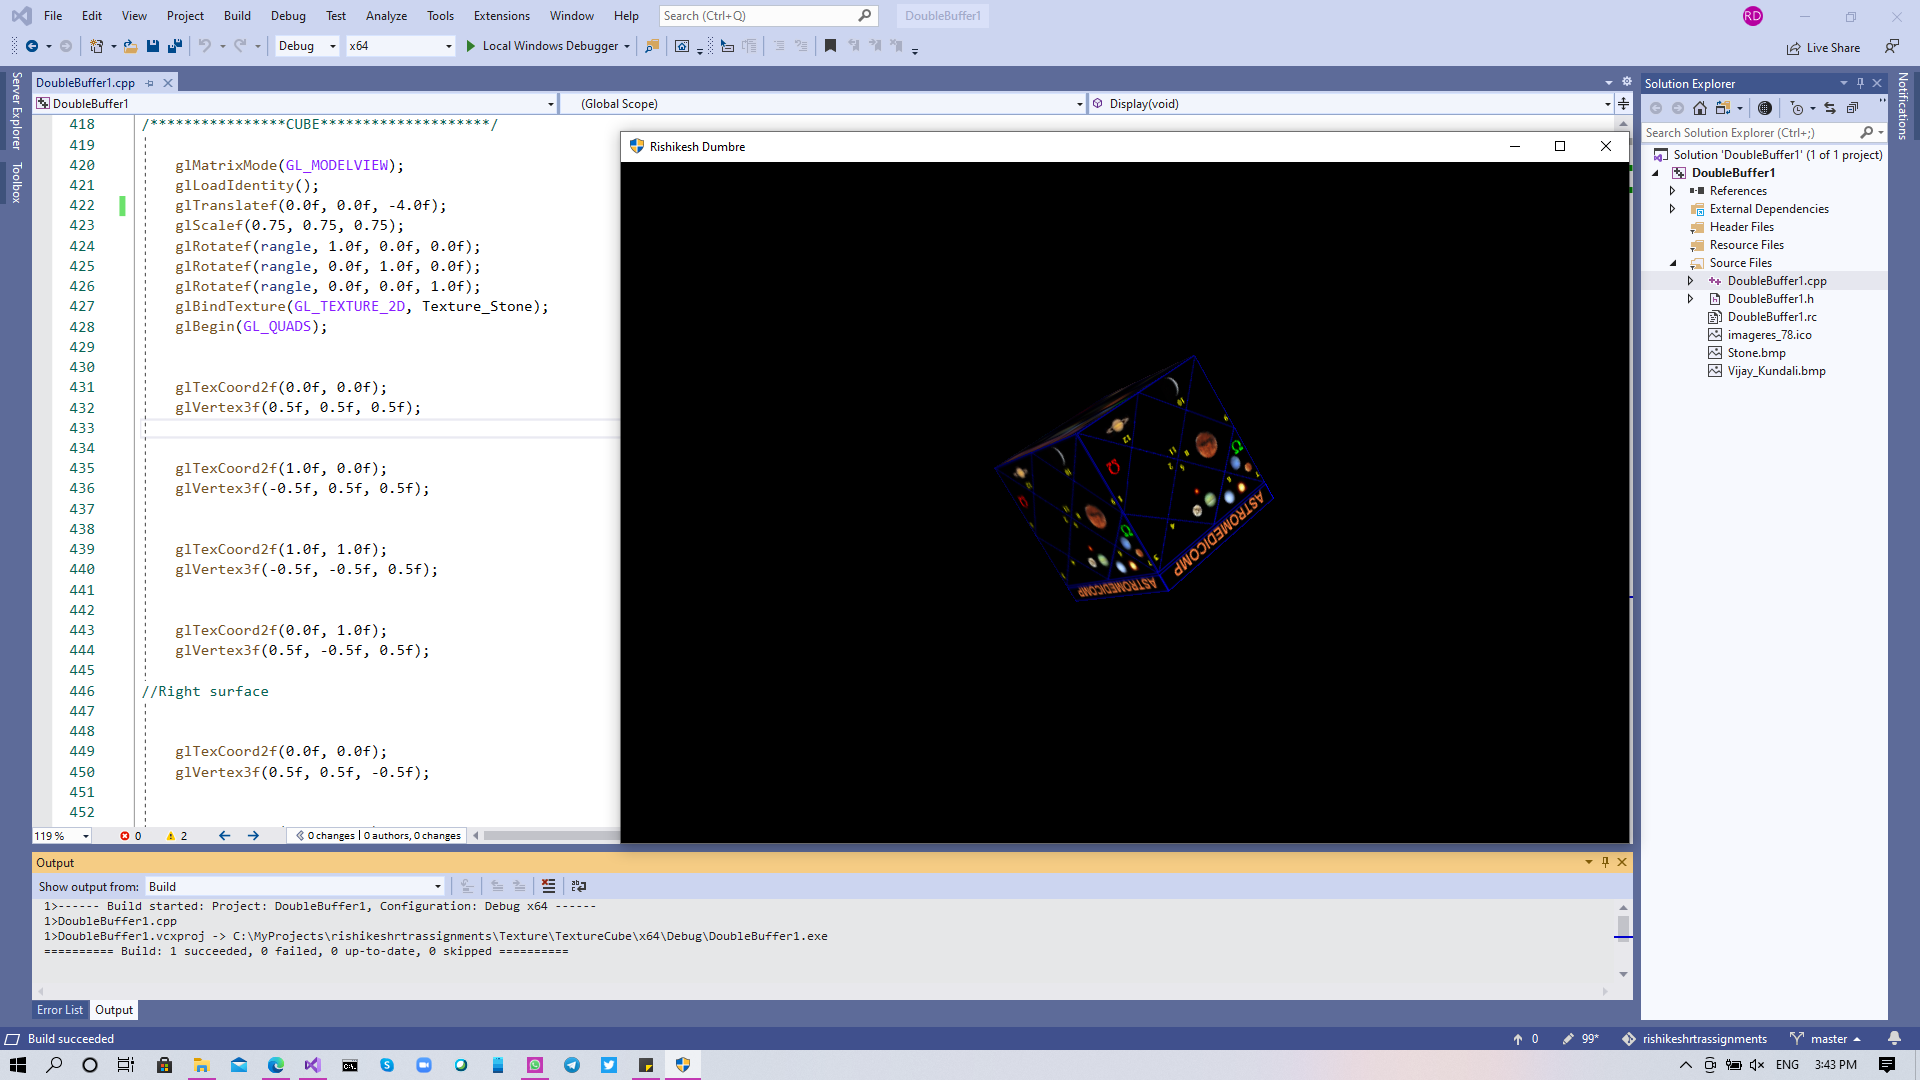 File Edit View Project Build Debug Test Analyze Tools Extensions Window Help Search (Ctrl+Q) DoubleBuffer1 RD
Debug x64 Local Windows Debugger Live Share
Server Explorer
Toolbox
Notifications
DoubleBuffer1.cpp
DoubleBuffer1 (Global Scope) Display(void)
418 /****************CUBE********************/
419
420 glMatrixMode(GL_MODELVIEW);
421 glLoadIdentity();
422 glTranslatef(0.0f, 0.0f, -4.0f);
423 glScalef(0.75, 0.75, 0.75);
424 glRotatef(rangle, 1.0f, 0.0f, 0.0f);
425 glRotatef(rangle, 0.0f, 1.0f, 0.0f);
426 glRotatef(rangle, 0.0f, 0.0f, 1.0f);
427 glBindTexture(GL_TEXTURE_2D, Texture_Stone);
428 glBegin(GL_QUADS);
429
430
431 glTexCoord2f(0.0f, 0.0f);
432 glVertex3f(0.5f, 0.5f, 0.5f);
433
434
435 glTexCoord2f(1.0f, 0.0f);
436 glVertex3f(-0.5f, 0.5f, 0.5f);
437
438
439 glTexCoord2f(1.0f, 1.0f);
440 glVertex3f(-0.5f, -0.5f, 0.5f);
441
442
443 glTexCoord2f(0.0f, 1.0f);
444 glVertex3f(0.5f, -0.5f, 0.5f);
445
446 //Right surface
447
448
449 glTexCoord2f(0.0f, 0.0f);
450 glVertex3f(0.5f, 0.5f, -0.5f);
451
452
Rishikesh Dumbre
ASTROMEDICOMP
ASTROMEDICOMP
119 % 0 2 0 changes | 0 authors, 0 changes
Output
Show output from: Build
1>------ Build started: Project: DoubleBuffer1, Configuration: Debug x64 ------
1>DoubleBuffer1.cpp
1>DoubleBuffer1.vcxproj -> C:\MyProjects\rishikeshrtrassignments\Texture\TextureCube\x64\Debug\DoubleBuffer1.exe
========== Build: 1 succeeded, 0 failed, 0 up-to-date, 0 skipped ==========
Error List Output
Solution Explorer
Search Solution Explorer (Ctrl+;)
Solution 'DoubleBuffer1' (1 of 1 project)
DoubleBuffer1
References
External Dependencies
Header Files
Resource Files
Source Files
DoubleBuffer1.cpp
DoubleBuffer1.h
DoubleBuffer1.rc
imageres_78.ico
Stone.bmp
Vijay_Kundali.bmp
Build succeeded 0 99* rishikeshrtrassignments master
ENG 3:43 PM